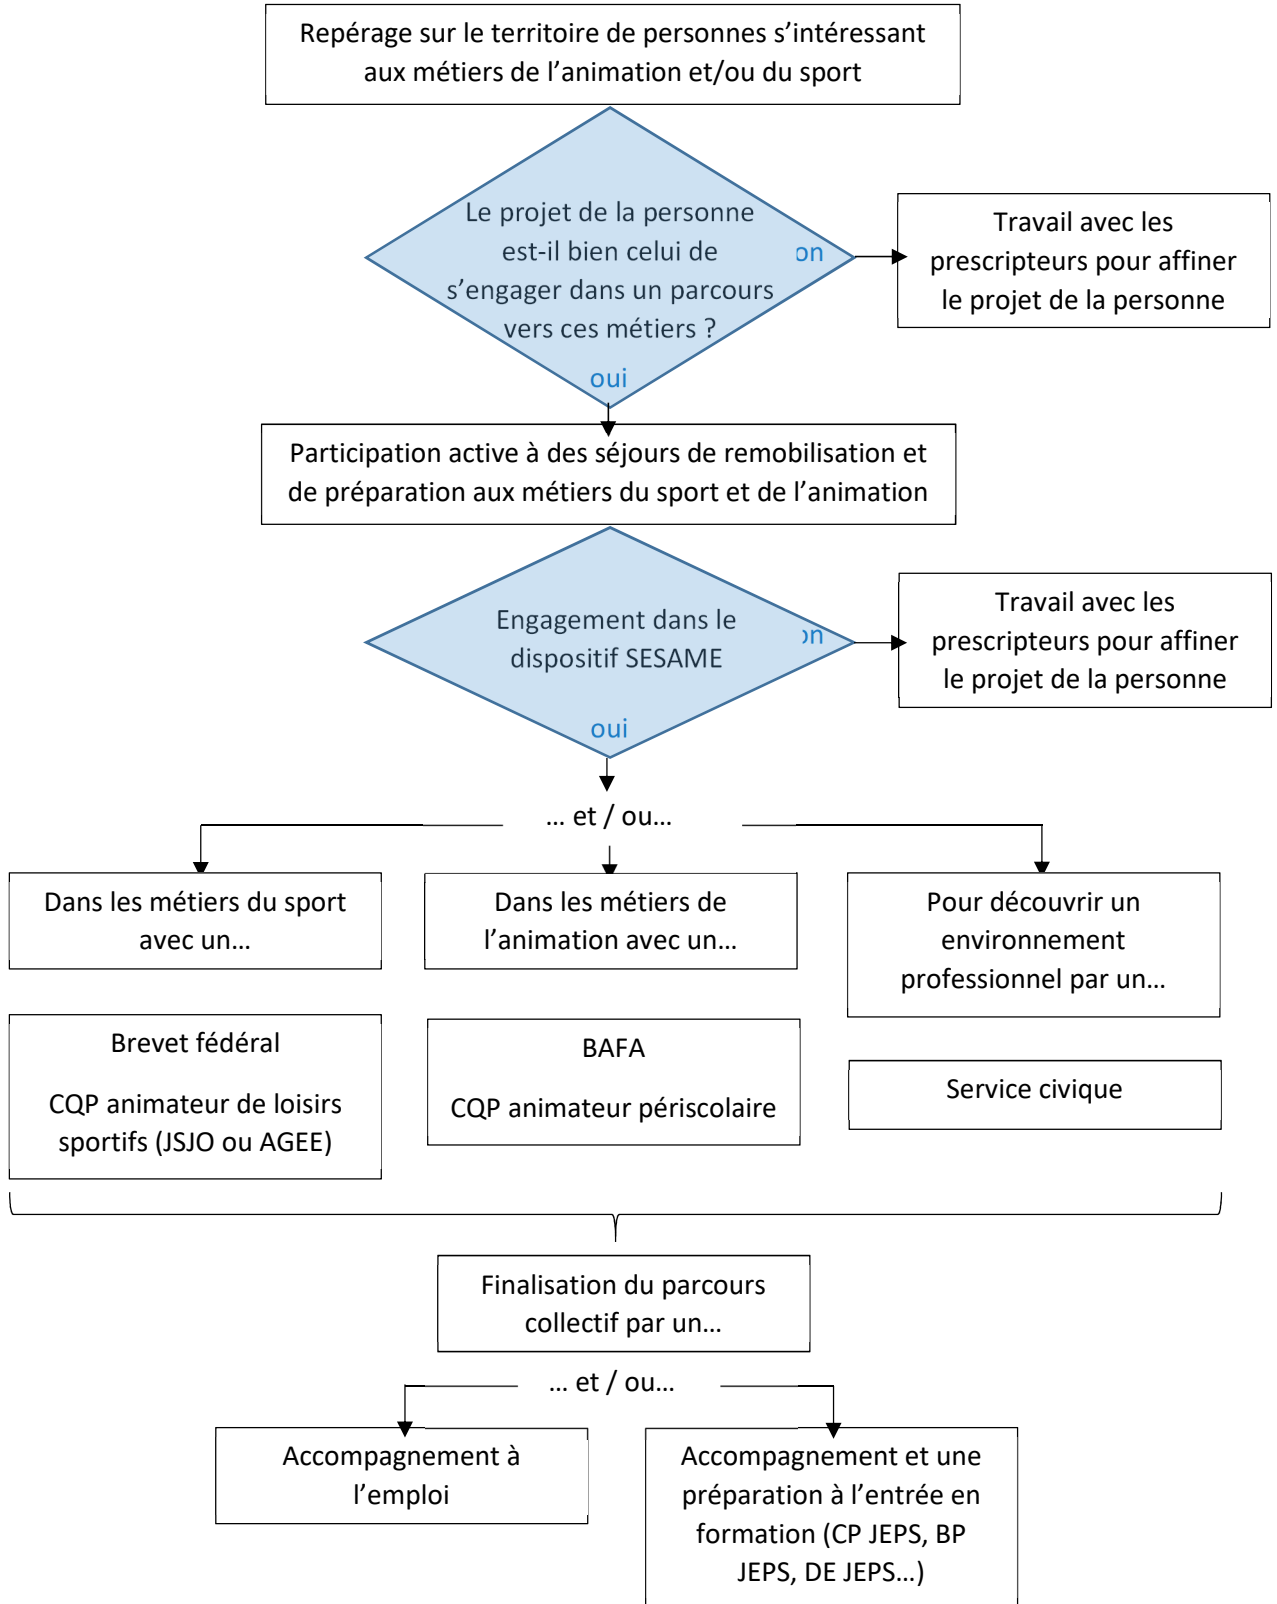 Repérage sur le territoire de personnes s’intéressant
aux métiers de l’animation et/ou du sport
Le projet de la personne
est-il bien celui de
s’engager dans un parcours
vers ces métiers ?
on
oui
Travail avec les
prescripteurs pour affiner
le projet de la personne
Participation active à des séjours de remobilisation et
de préparation aux métiers du sport et de l’animation
Engagement dans le
dispositif SESAME
on
oui
Travail avec les
prescripteurs pour affiner
le projet de la personne
… et / ou…
Dans les métiers du sport
avec un…
Dans les métiers de
l’animation avec un…
Pour découvrir un
environnement
professionnel par un…
Brevet fédéral
CQP animateur de loisirs
sportifs (JSJO ou AGEE)
BAFA
CQP animateur périscolaire
Service civique
Finalisation du parcours
collectif par un…
… et / ou…
Accompagnement à
l’emploi
Accompagnement et une
préparation à l’entrée en
formation (CP JEPS, BP
JEPS, DE JEPS…)